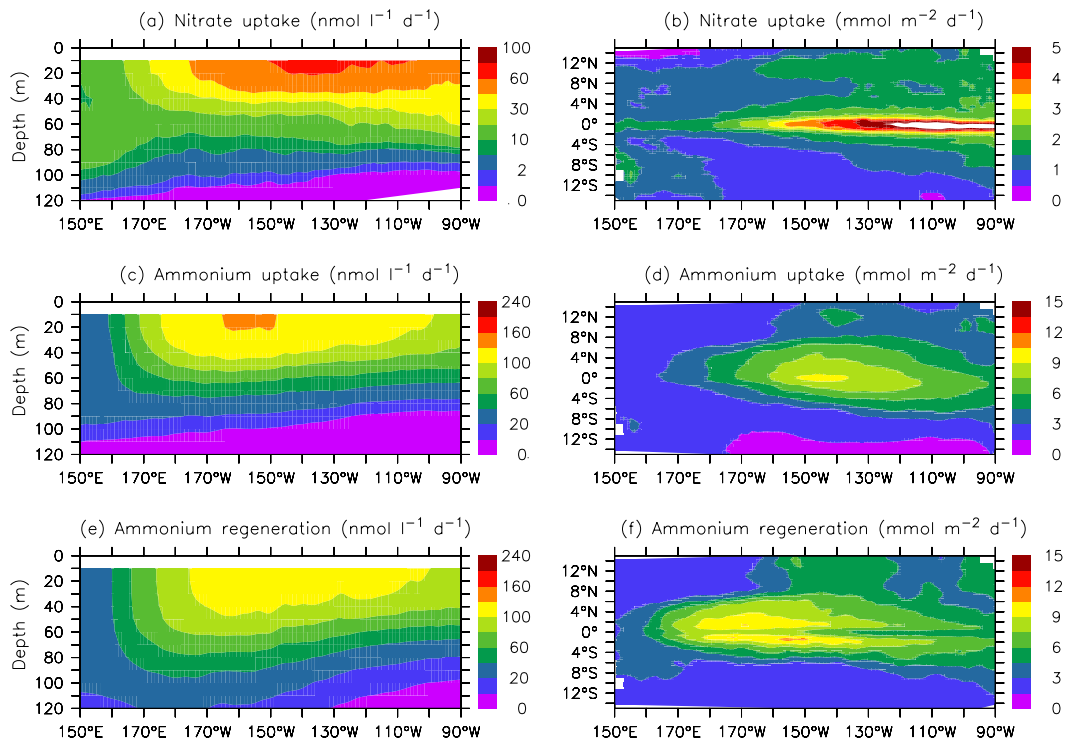 (a) Nitrate uptake (nmol l⁻¹ d⁻¹)
0
20
40
60
80
100
120
Depth (m)
150°E 170°E 170°W 150°W 130°W 110°W 90°W
100
60
30
10
2
. 0
(b) Nitrate uptake (mmol m⁻² d⁻¹)
12°N
8°N
4°N
0°
4°S
8°S
12°S
150°E 170°E 170°W 150°W 130°W 110°W 90°W
5
4
3
2
1
0
(c) Ammonium uptake (nmol l⁻¹ d⁻¹)
0
20
40
60
80
100
120
Depth (m)
150°E 170°E 170°W 150°W 130°W 110°W 90°W
240
160
100
60
20
0.
(d) Ammonium uptake (mmol m⁻² d⁻¹)
12°N
8°N
4°N
0°
4°S
8°S
12°S
150°E 170°E 170°W 150°W 130°W 110°W 90°W
15
12
9
6
3
0
(e) Ammonium regeneration (nmol l⁻¹ d⁻¹)
0
20
40
60
80
100
120
Depth (m)
150°E 170°E 170°W 150°W 130°W 110°W 90°W
240
160
100
60
20
0
(f) Ammonium regeneration (mmol m⁻² d⁻¹)
12°N
8°N
4°N
0°
4°S
8°S
12°S
150°E 170°E 170°W 150°W 130°W 110°W 90°W
15
12
9
6
3
0